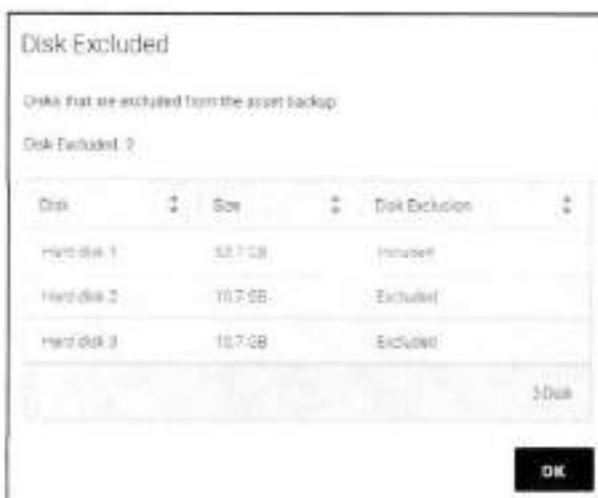 Disk Excluded
Disks that are excluded from the asset backup
Disk Excluded: 2
Disk Size Disk Exclusion
Hard disk 1 GB Included
Hard disk 2 10.7 GB Excluded
Hard disk 3 10.7 GB Excluded
3 Disk
OK